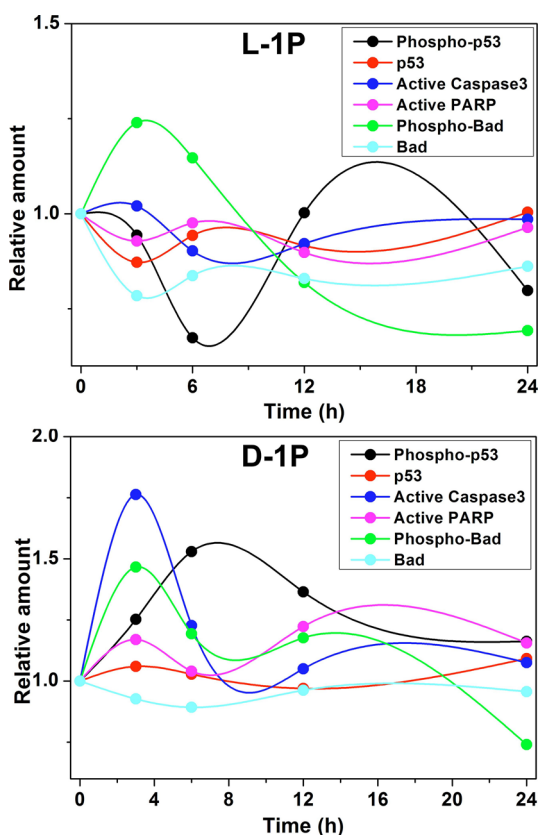 L-1P
Phospho-p53
p53
Active Caspase3
Active PARP
Phospho-Bad
Bad
Relative amount
1.5
1.0
0 6 12 18 24
Time (h)
D-1P
Phospho-p53
p53
Active Caspase3
Active PARP
Phospho-Bad
Bad
Relative amount
2.0
1.5
1.0
0 4 8 12 16 20 24
Time (h)